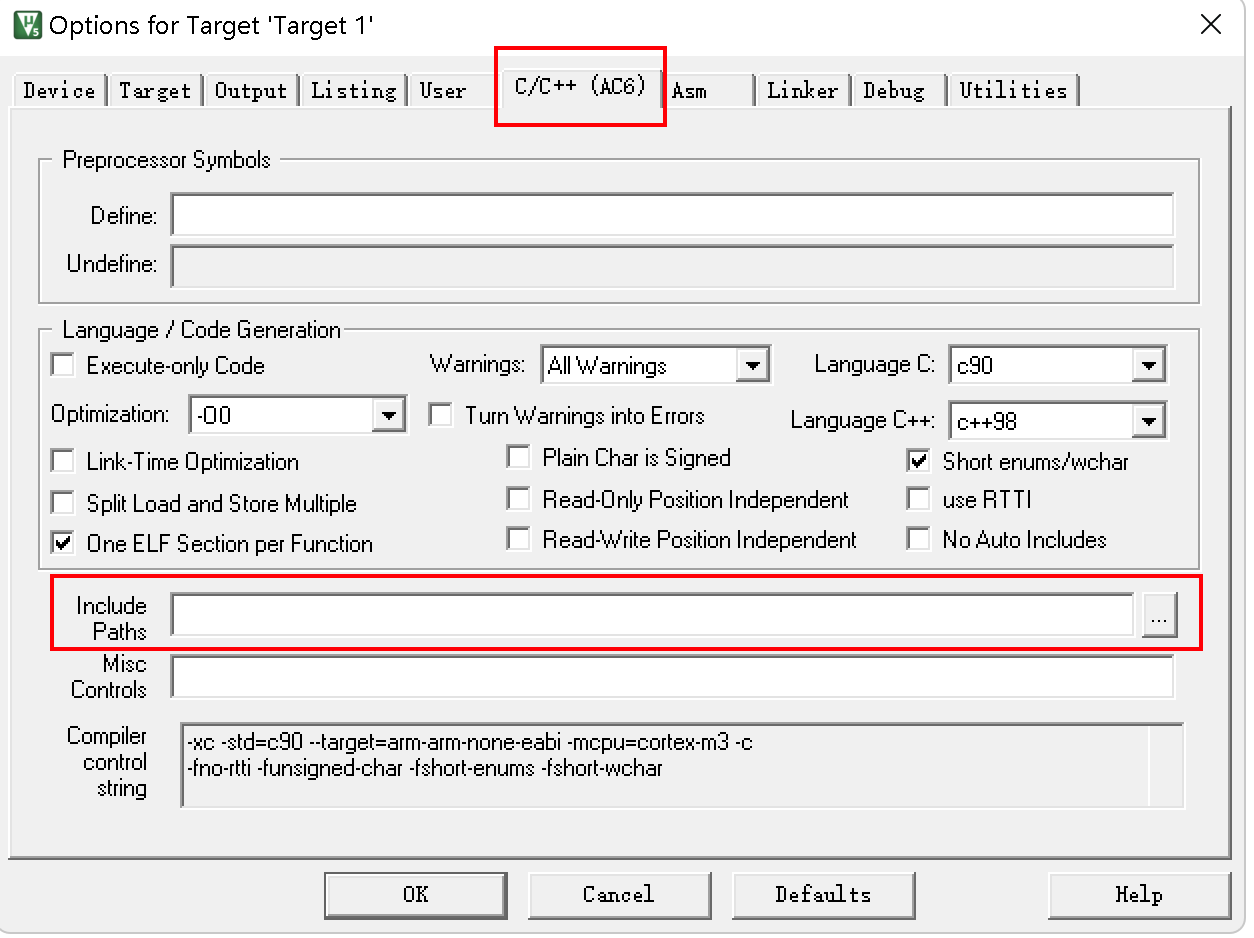 Options for Target 'Target 1'
Device Target Output Listing User C/C++ (AC6) Asm Linker Debug Utilities
Preprocessor Symbols
Define:
Undefine:
Language / Code Generation
Execute-only Code Warnings: All Warnings Language C: c90
Optimization: -O0 Turn Warnings into Errors Language C++: c++98
Link-Time Optimization Plain Char is Signed Short enums/wchar
Split Load and Store Multiple Read-Only Position Independent use RTTI
One ELF Section per Function Read-Write Position Independent No Auto Includes
Include
Paths
...
Misc
Controls
Compiler
control
string
-xc -std=c90 --target=arm-arm-none-eabi -mcpu=cortex-m3 -c
-fno-rtti -funsigned-char -fshort-enums -fshort-wchar
OK Cancel Defaults Help